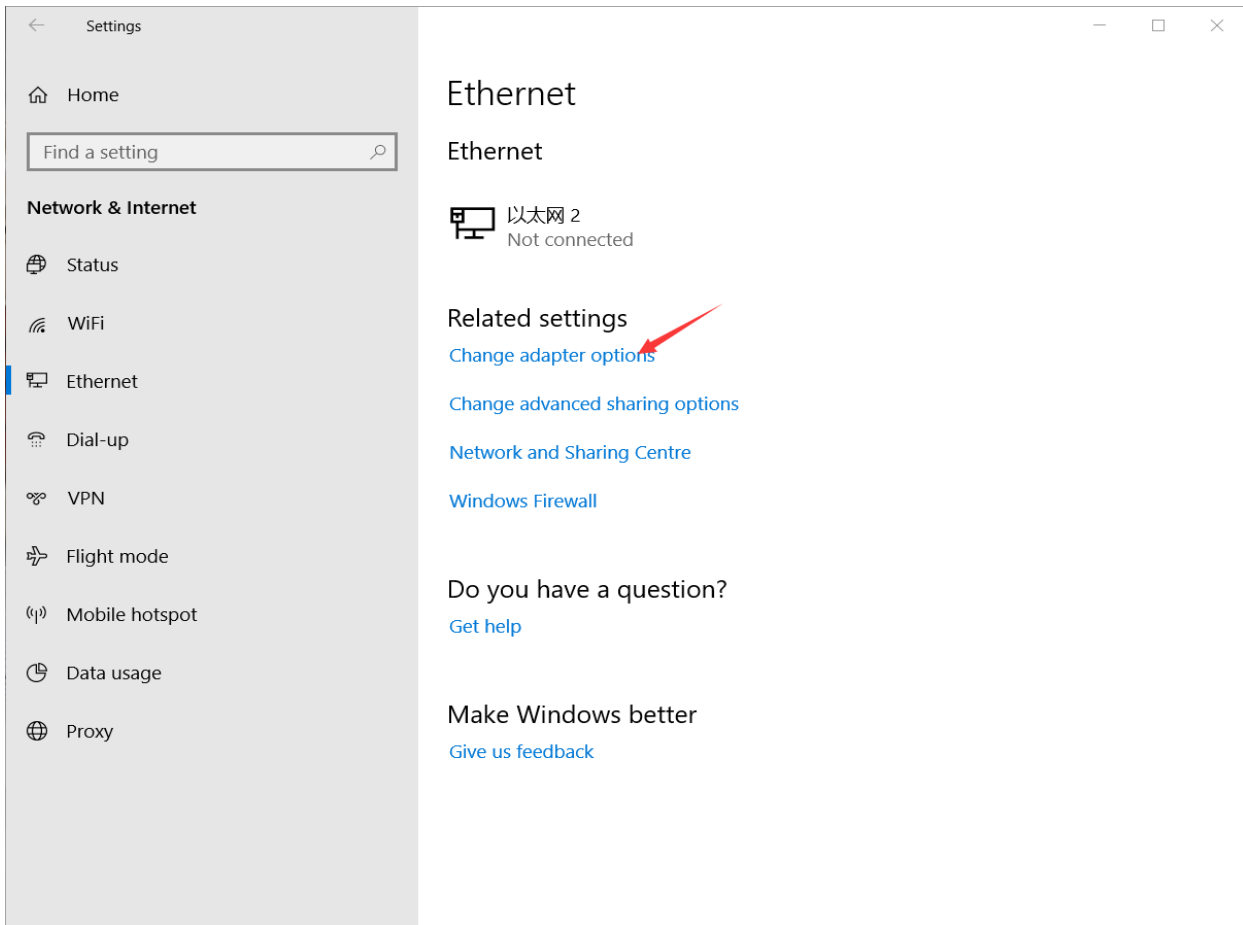 Settings
Home
Find a setting
Network & Internet
Status
WiFi
Ethernet
Dial-up
VPN
Flight mode
Mobile hotspot
Data usage
Proxy
Ethernet
Ethernet
以太网 2
Not connected
Related settings
Change adapter options
Change advanced sharing options
Network and Sharing Centre
Windows Firewall
Do you have a question?
Get help
Make Windows better
Give us feedback